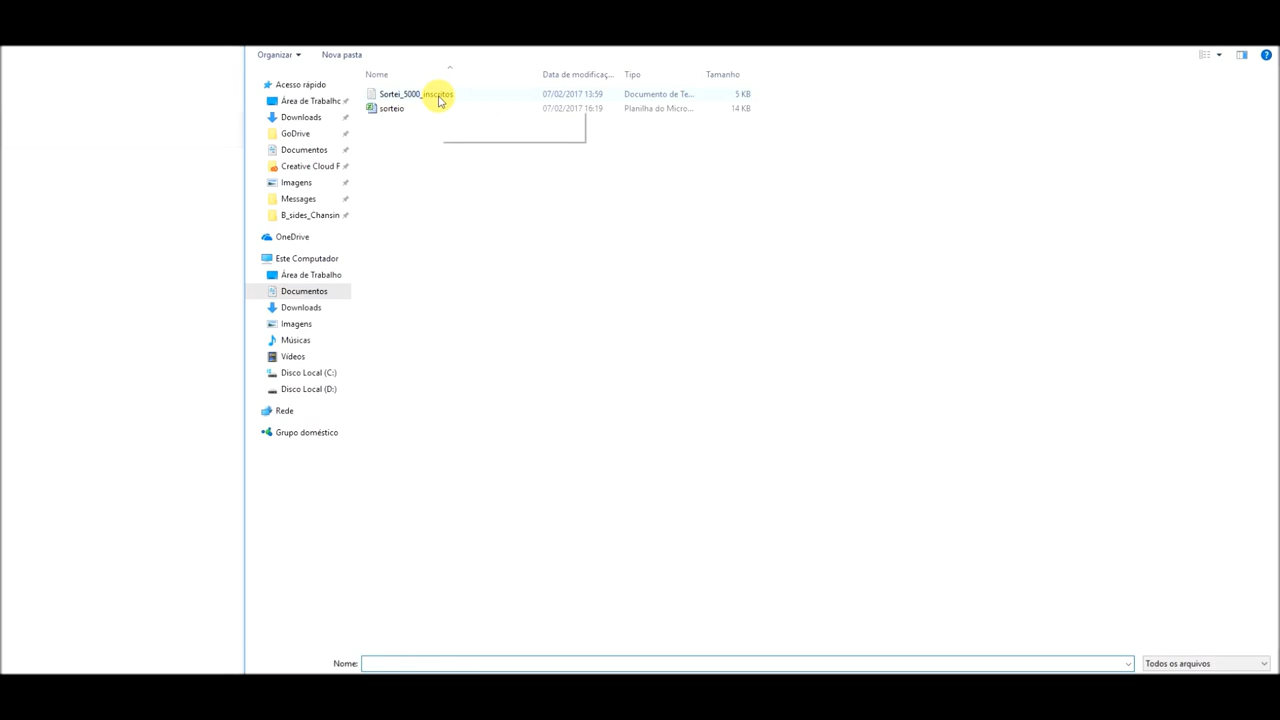 Organizar Nova pasta
Nome Data de modificaç... Tipo Tamanho
Acesso rápido
Sortei_5000_inscritos 07/02/2017 13:59 Documento de Te... 5 KB
Área de Trabalhc
sorteio 07/02/2017 16:19 Planilha do Micro... 14 KB
Downloads
GoDrive
Documentos
Creative Cloud F
Imagens
Messages
B_sides_Chansin
OneDrive
Este Computador
Área de Trabalho
Documentos
Downloads
Imagens
Músicas
Vídeos
Disco Local (C:)
Disco Local (D:)
Rede
Grupo doméstico
Nome: Todos os arquivos